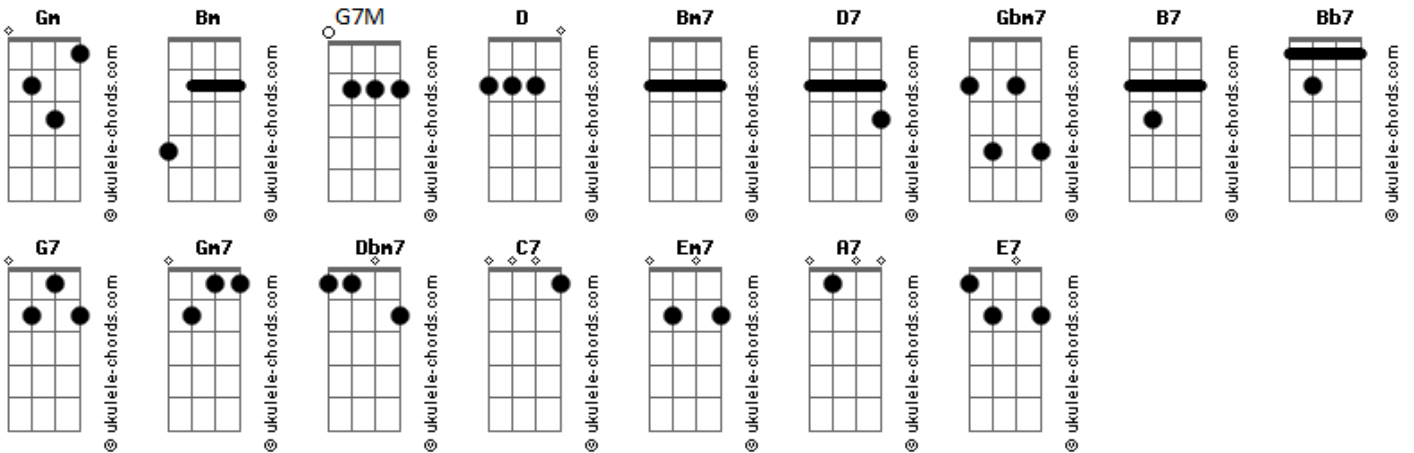 Gm Bm G7M D Bm7 D7 Gbm7 B7 Bb7
© ukulele-chords.com © ukulele-chords.com © ukulele-chords.com © ukulele-chords.com © ukulele-chords.com © ukulele-chords.com © ukulele-chords.com © ukulele-chords.com © ukulele-chords.com
G7 Gm7 Dbm7 C7 Em7 A7 E7
© ukulele-chords.com © ukulele-chords.com © ukulele-chords.com © ukulele-chords.com © ukulele-chords.com © ukulele-chords.com © ukulele-chords.com